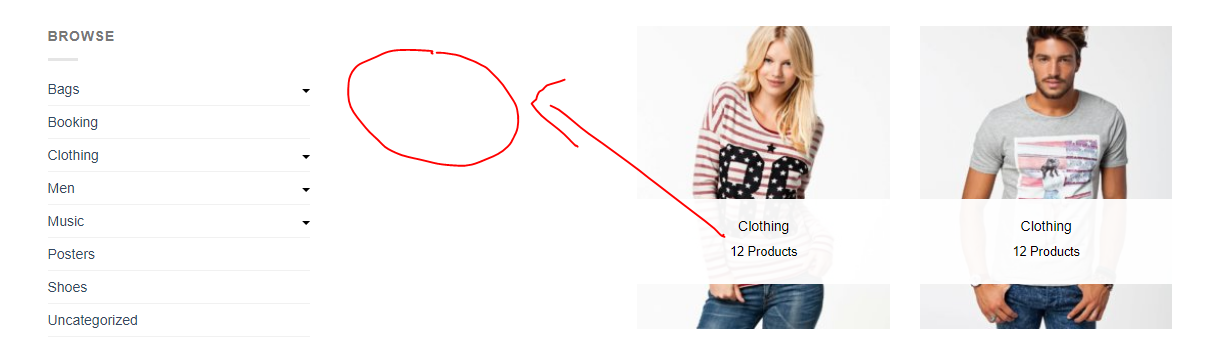 BROWSE
Bags
Booking
Clothing
Men
Music
Posters
Shoes
Uncategorized
Clothing
12 Products
Clothing
12 Products